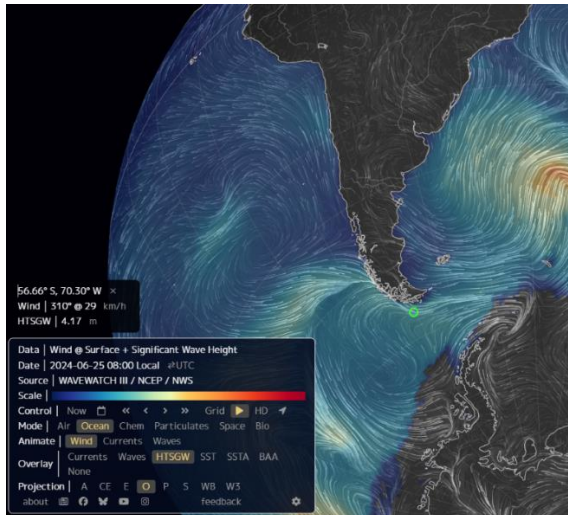 56.66° S, 70.30° W ×
Wind | 310° @ 29 km/h
HTSGW | 4.17 m
Data | Wind @ Surface + Significant Wave Height
Date | 2024-06-25 08:00 Local ⇄UTC
Source | WAVEWATCH III / NCEP / NWS
Scale |
Control | Now « ‹ › » Grid HD
Mode | Air Ocean Chem Particulates Space Bio
Animate | Wind Currents Waves
Overlay | Currents Waves HTSGW SST SSTA BAA
None
Projection | A CE E O P S WB W3
about feedback